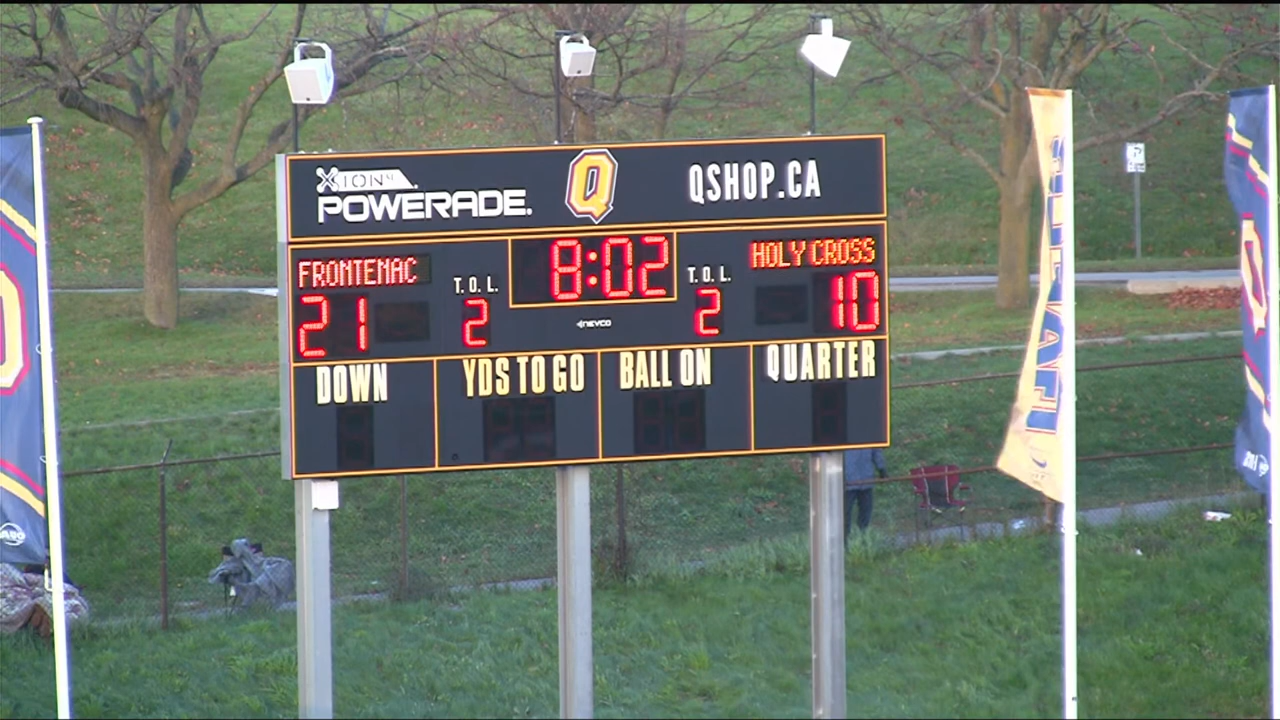 XION4
POWERADE
Q
QSHOP.CA
FRONTENAC
T.O.L.
8:02
T.O.L.
HOLY CROSS
21
2
NEVCO
2
10
DOWN
YDS TO GO
BALL ON
QUARTER